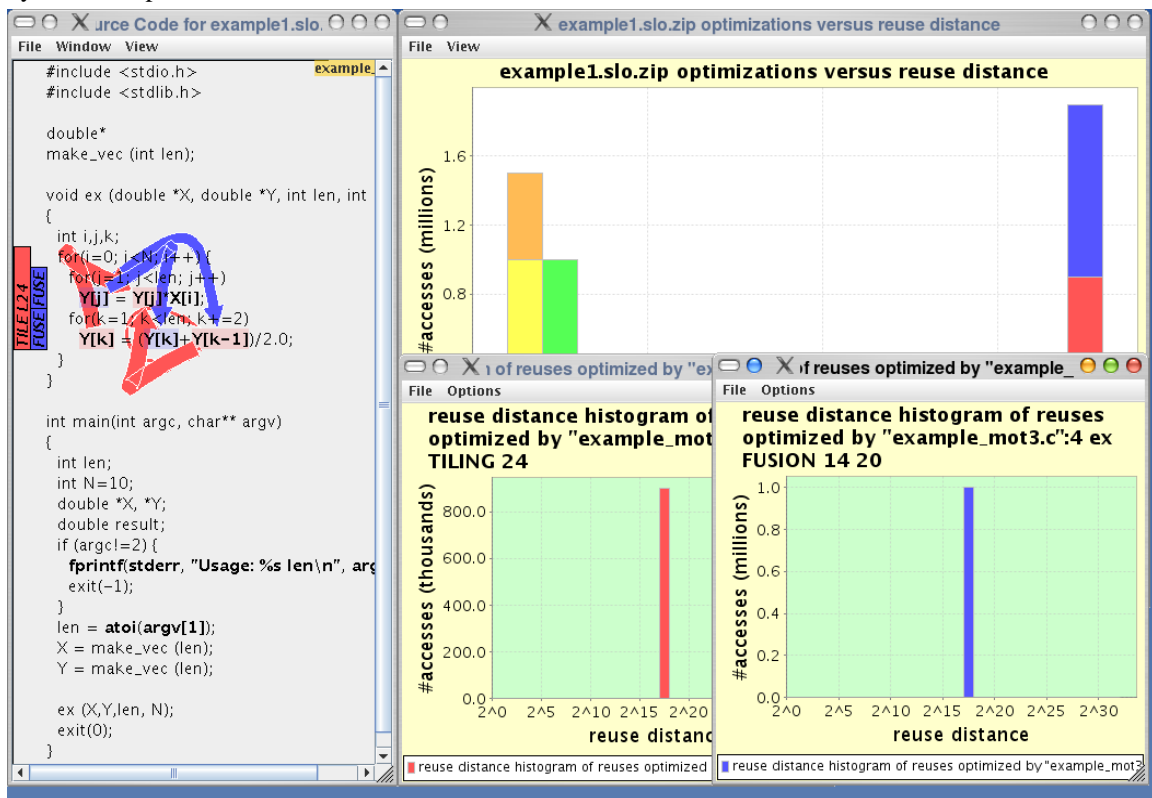 urce Code for example1.slo.
File Window View
example_
#include <stdio.h>
#include <stdlib.h>
double*
make_vec (int len);
void ex (double *X, double *Y, int len, int
{
int i,j,k;
for(i=0; i<N; i++) {
for(j=1; j<len; j++)
Y[j] = Y[j]*X[i];
for(k=1; k<len; k+=2)
Y[k] = (Y[k]+Y[k-1])/2.0;
}
}
TILE L24
FUSE FUSE
int main(int argc, char** argv)
{
int len;
int N=10;
double *X, *Y;
double result;
if (argc!=2) {
fprintf(stderr, "Usage: %s len\n", arg
exit(-1);
}
len = atoi(argv[1]);
X = make_vec (len);
Y = make_vec (len);
ex (X,Y,len, N);
exit(0);
}
example1.slo.zip optimizations versus reuse distance
File View
example1.slo.zip optimizations versus reuse distance
1.6
1.2
0.8
#accesses (millions)
of reuses optimized by "ex
File Options
reuse distance histogram of
optimized by "example_mot
TILING 24
800.0
600.0
400.0
200.0
0.0
#accesses (thousands)
2^0 2^5 2^10 2^15 2^20
reuse distanc
reuse distance histogram of reuses optimized
of reuses optimized by "example_
File Options
reuse distance histogram of reuses
optimized by "example_mot3.c":4 ex
FUSION 14 20
1.0
0.8
0.6
0.4
0.2
0.0
#accesses (millions)
2^0 2^5 2^10 2^15 2^20 2^25 2^30
reuse distance
reuse distance histogram of reuses optimized by "example_mot3